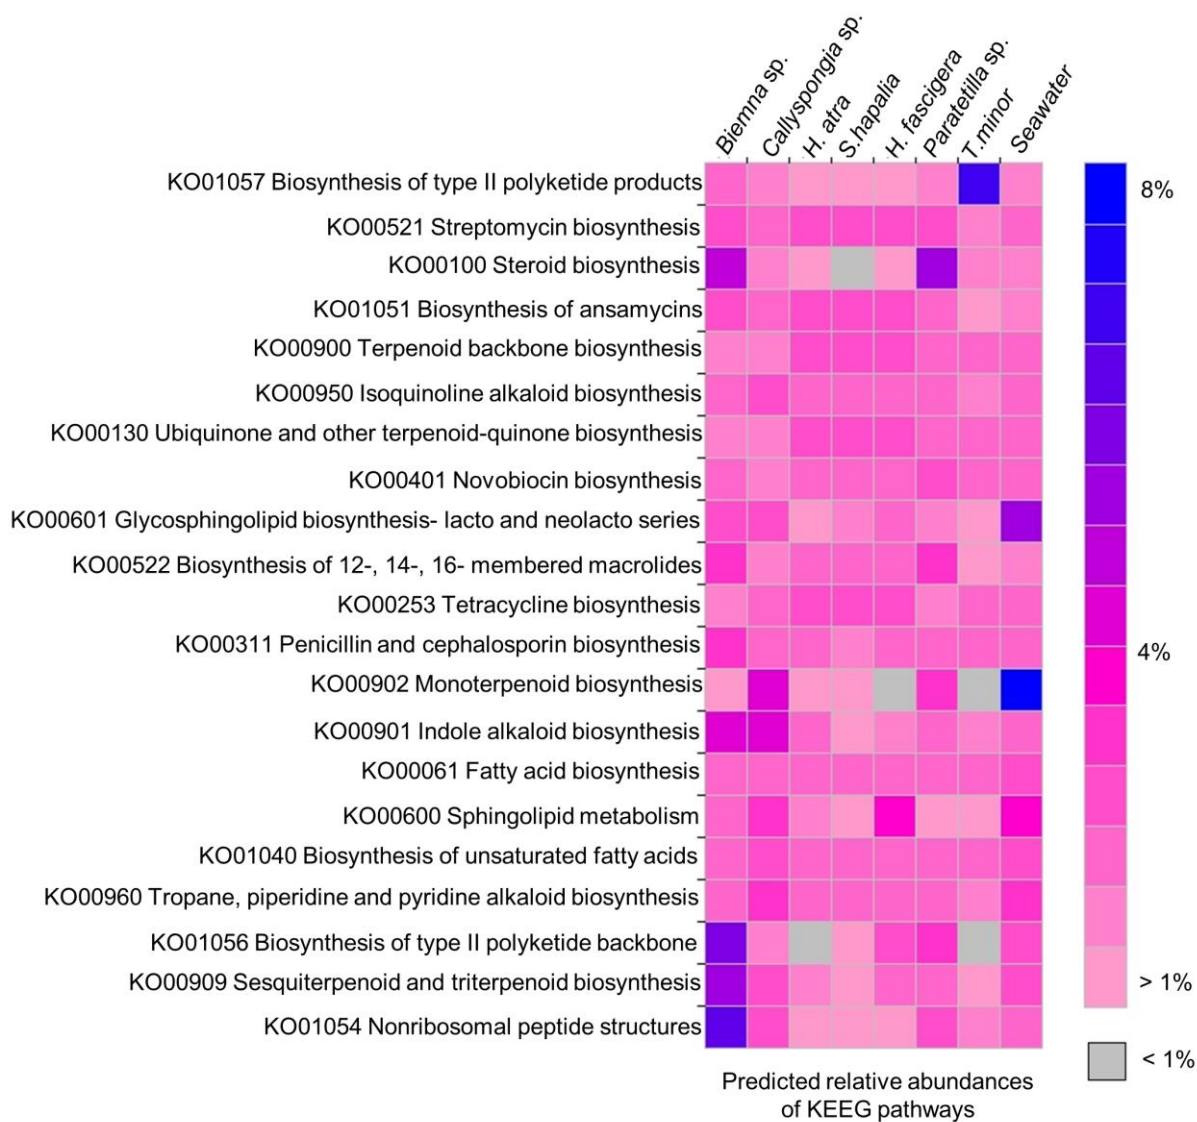 Biemna sp.
Callyspongia sp.
H. atra
S.hapalia
H. fascigera
Paratetilla sp.
T.minor
Seawater
KO01057 Biosynthesis of type II polyketide products
KO00521 Streptomycin biosynthesis
KO00100 Steroid biosynthesis
KO01051 Biosynthesis of ansamycins
KO00900 Terpenoid backbone biosynthesis
KO00950 Isoquinoline alkaloid biosynthesis
KO00130 Ubiquinone and other terpenoid-quinone biosynthesis
KO00401 Novobiocin biosynthesis
KO00601 Glycosphingolipid biosynthesis- lacto and neolacto series
KO00522 Biosynthesis of 12-, 14-, 16- membered macrolides
KO00253 Tetracycline biosynthesis
KO00311 Penicillin and cephalosporin biosynthesis
KO00902 Monoterpenoid biosynthesis
KO00901 Indole alkaloid biosynthesis
KO00061 Fatty acid biosynthesis
KO00600 Sphingolipid metabolism
KO01040 Biosynthesis of unsaturated fatty acids
KO00960 Tropane, piperidine and pyridine alkaloid biosynthesis
KO01056 Biosynthesis of type II polyketide backbone
KO00909 Sesquiterpenoid and triterpenoid biosynthesis
KO01054 Nonribosomal peptide structures
8%
4%
> 1%
< 1%
Predicted relative abundances
of KEEG pathways